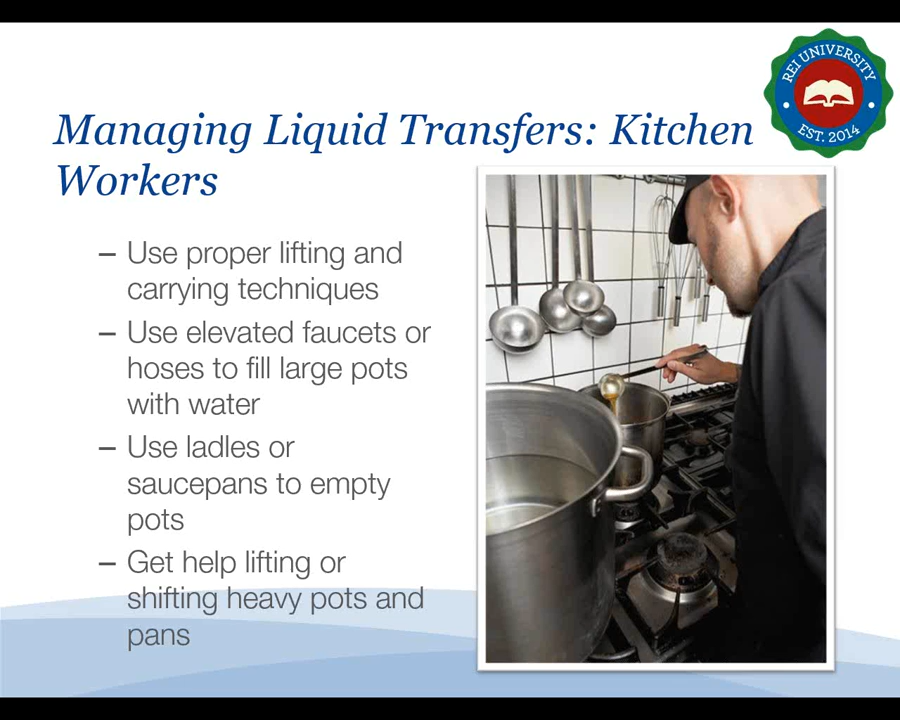 REI UNIVERSITY
EST. 2014
Managing Liquid Transfers: Kitchen
Workers
– Use proper lifting and
carrying techniques
– Use elevated faucets or
hoses to fill large pots
with water
– Use ladles or
saucepans to empty
pots
– Get help lifting or
shifting heavy pots and
pans